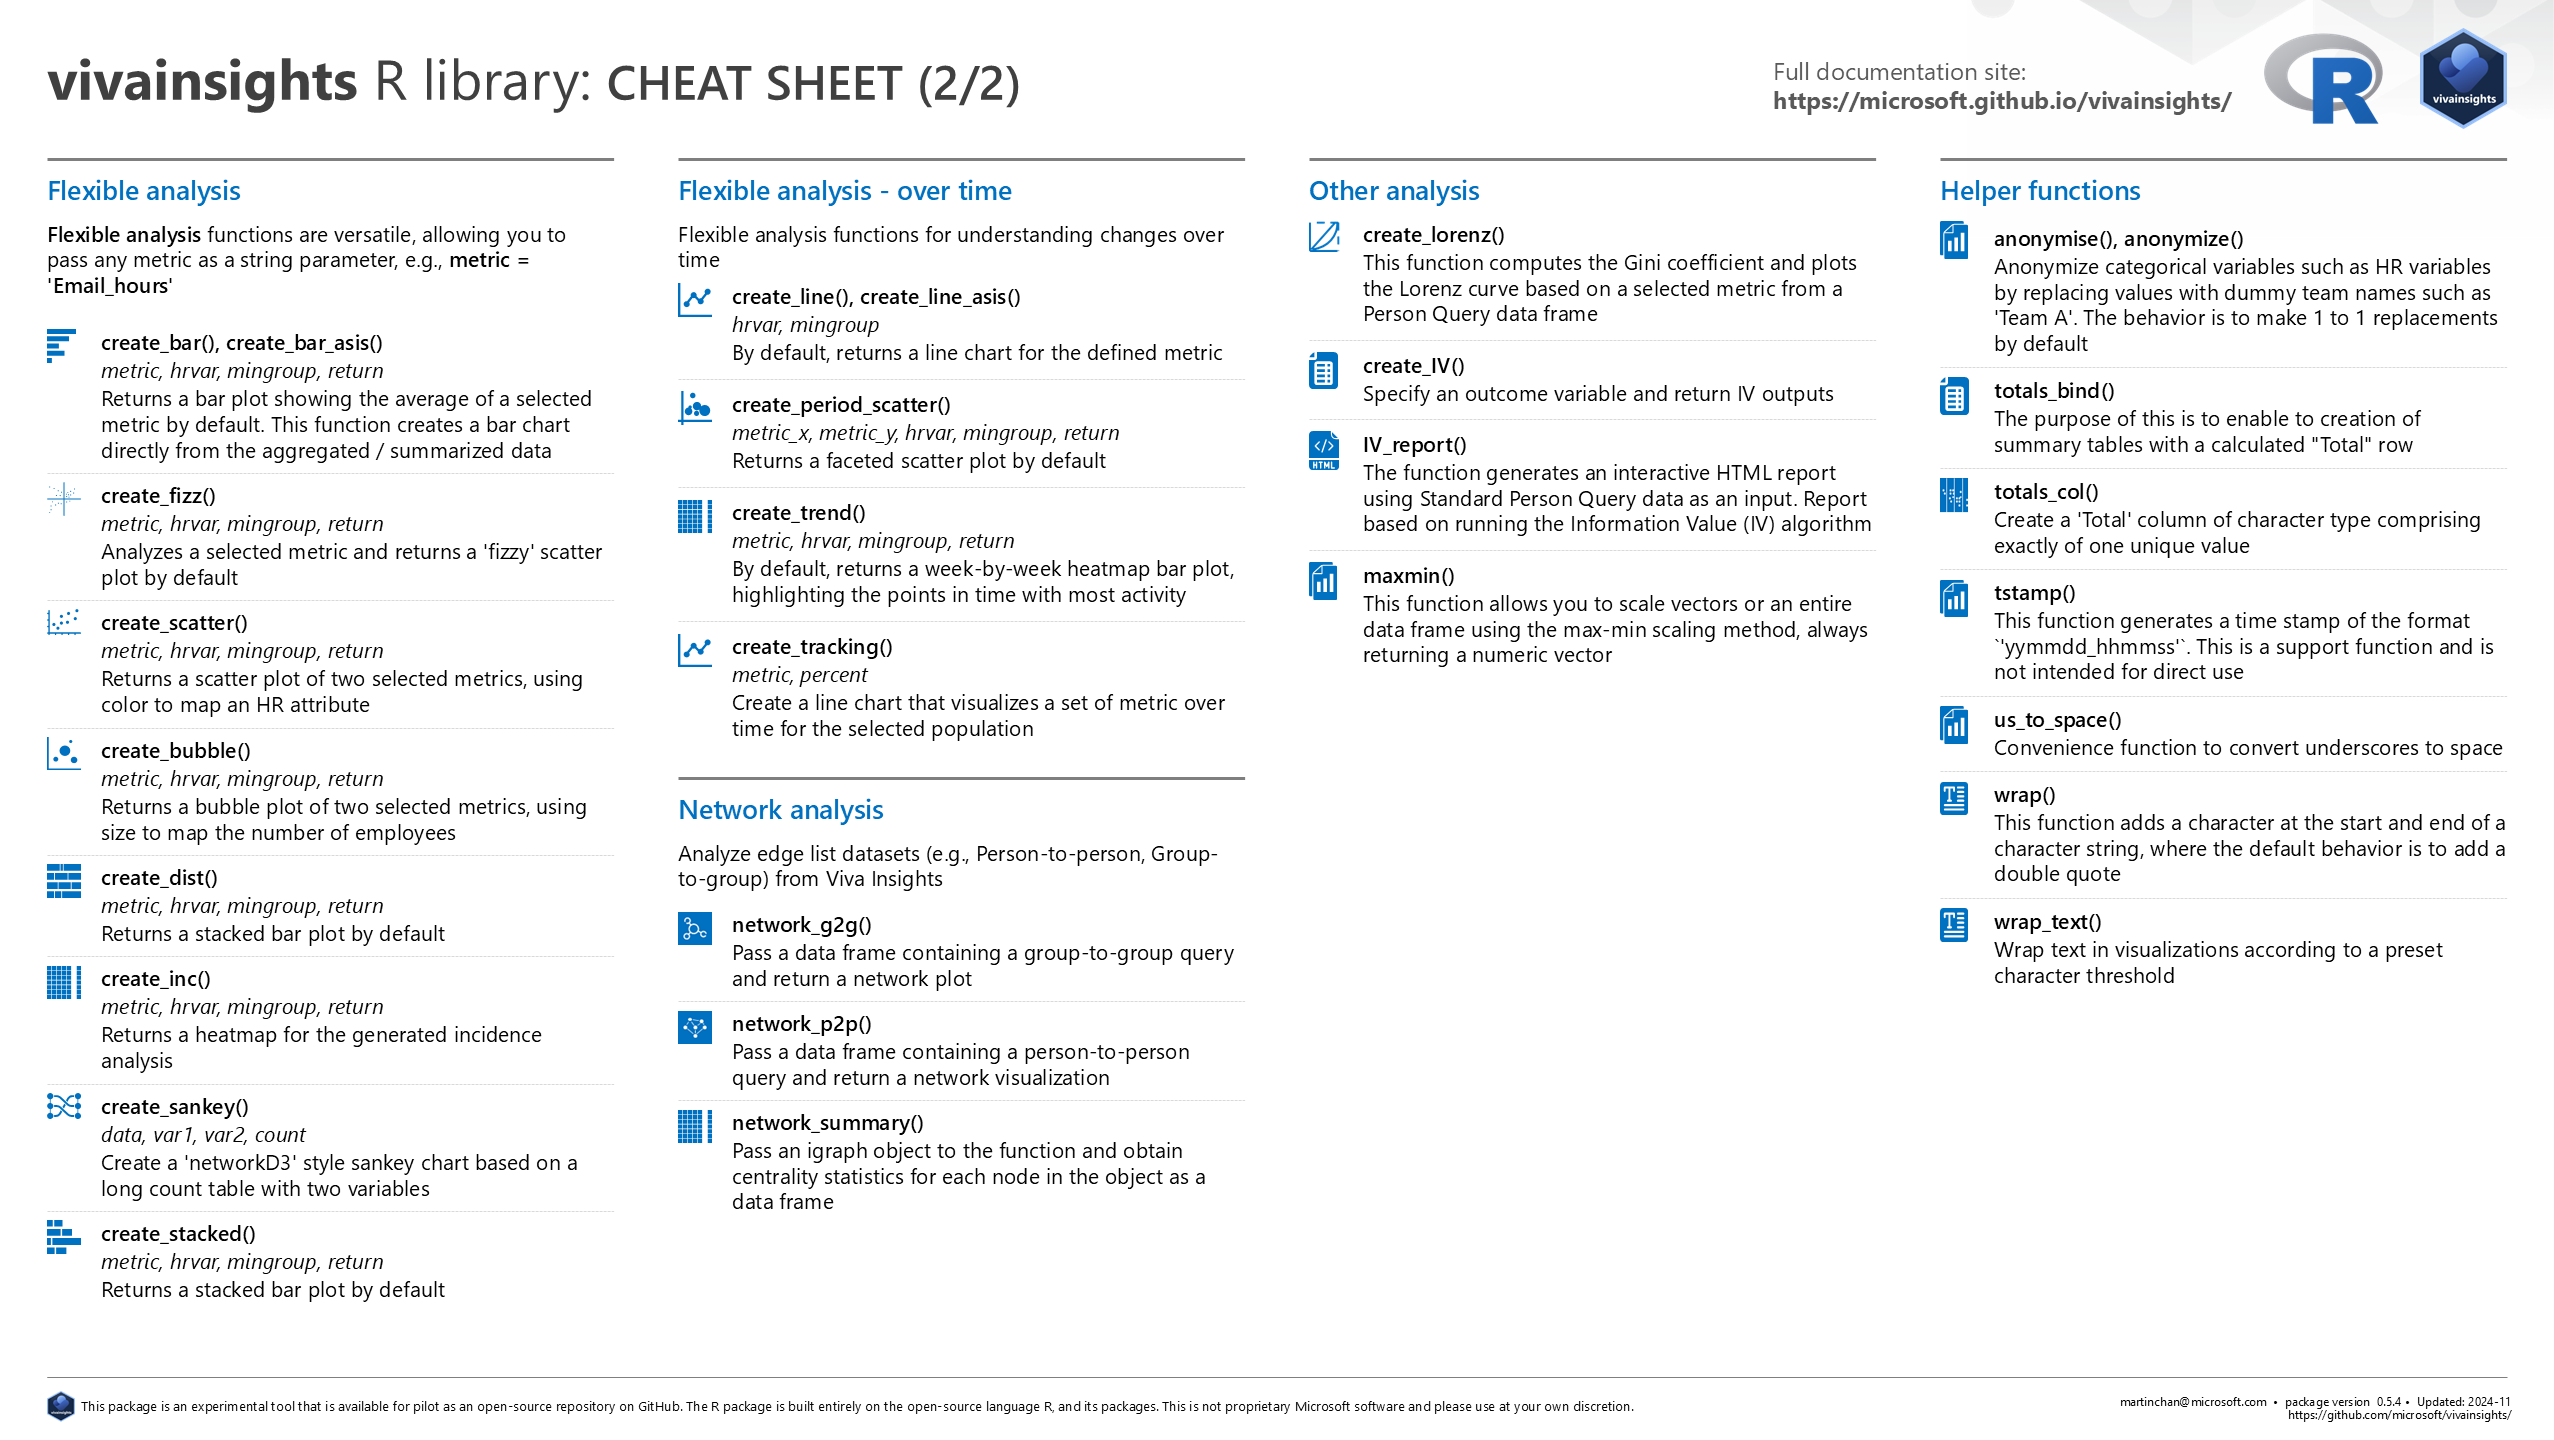 vivainsights R library: CHEAT SHEET (2/2)
Full documentation site:
https://microsoft.github.io/vivainsights/
vivainsights
Flexible analysis
Flexible analysis functions are versatile, allowing you to
pass any metric as a string parameter, e.g., metric =
'Email_hours'
create_bar(), create_bar_asis()
metric, hrvar, mingroup, return
Returns a bar plot showing the average of a selected
metric by default. This function creates a bar chart
directly from the aggregated / summarized data
create_fizz()
metric, hrvar, mingroup, return
Analyzes a selected metric and returns a 'fizzy' scatter
plot by default
create_scatter()
metric, hrvar, mingroup, return
Returns a scatter plot of two selected metrics, using
color to map an HR attribute
create_bubble()
metric, hrvar, mingroup, return
Returns a bubble plot of two selected metrics, using
size to map the number of employees
create_dist()
metric, hrvar, mingroup, return
Returns a stacked bar plot by default
create_inc()
metric, hrvar, mingroup, return
Returns a heatmap for the generated incidence
analysis
create_sankey()
data, var1, var2, count
Create a 'networkD3' style sankey chart based on a
long count table with two variables
create_stacked()
metric, hrvar, mingroup, return
Returns a stacked bar plot by default
Flexible analysis - over time
Flexible analysis functions for understanding changes over
time
create_line(), create_line_asis()
hrvar, mingroup
By default, returns a line chart for the defined metric
create_period_scatter()
metric_x, metric_y, hrvar, mingroup, return
Returns a faceted scatter plot by default
create_trend()
metric, hrvar, mingroup, return
By default, returns a week-by-week heatmap bar plot,
highlighting the points in time with most activity
create_tracking()
metric, percent
Create a line chart that visualizes a set of metric over
time for the selected population
Network analysis
Analyze edge list datasets (e.g., Person-to-person, Group-
to-group) from Viva Insights
network_g2g()
Pass a data frame containing a group-to-group query
and return a network plot
network_p2p()
Pass a data frame containing a person-to-person
query and return a network visualization
network_summary()
Pass an igraph object to the function and obtain
centrality statistics for each node in the object as a
data frame
Other analysis
create_lorenz()
This function computes the Gini coefficient and plots
the Lorenz curve based on a selected metric from a
Person Query data frame
create_IV()
Specify an outcome variable and return IV outputs
HTML
IV_report()
The function generates an interactive HTML report
using Standard Person Query data as an input. Report
based on running the Information Value (IV) algorithm
maxmin()
This function allows you to scale vectors or an entire
data frame using the max-min scaling method, always
returning a numeric vector
Helper functions
anonymise(), anonymize()
Anonymize categorical variables such as HR variables
by replacing values with dummy team names such as
'Team A'. The behavior is to make 1 to 1 replacements
by default
totals_bind()
The purpose of this is to enable to creation of
summary tables with a calculated "Total" row
totals_col()
Create a 'Total' column of character type comprising
exactly of one unique value
tstamp()
This function generates a time stamp of the format
`'yymmdd_hhmmss'`. This is a support function and is
not intended for direct use
us_to_space()
Convenience function to convert underscores to space
wrap()
This function adds a character at the start and end of a
character string, where the default behavior is to add a
double quote
wrap_text()
Wrap text in visualizations according to a preset
character threshold
This package is an experimental tool that is available for pilot as an open-source repository on GitHub. The R package is built entirely on the open-source language R, and its packages. This is not proprietary Microsoft software and please use at your own discretion.
martinchan@microsoft.com • package version 0.5.4 • Updated: 2024-11
https://github.com/microsoft/vivainsights/